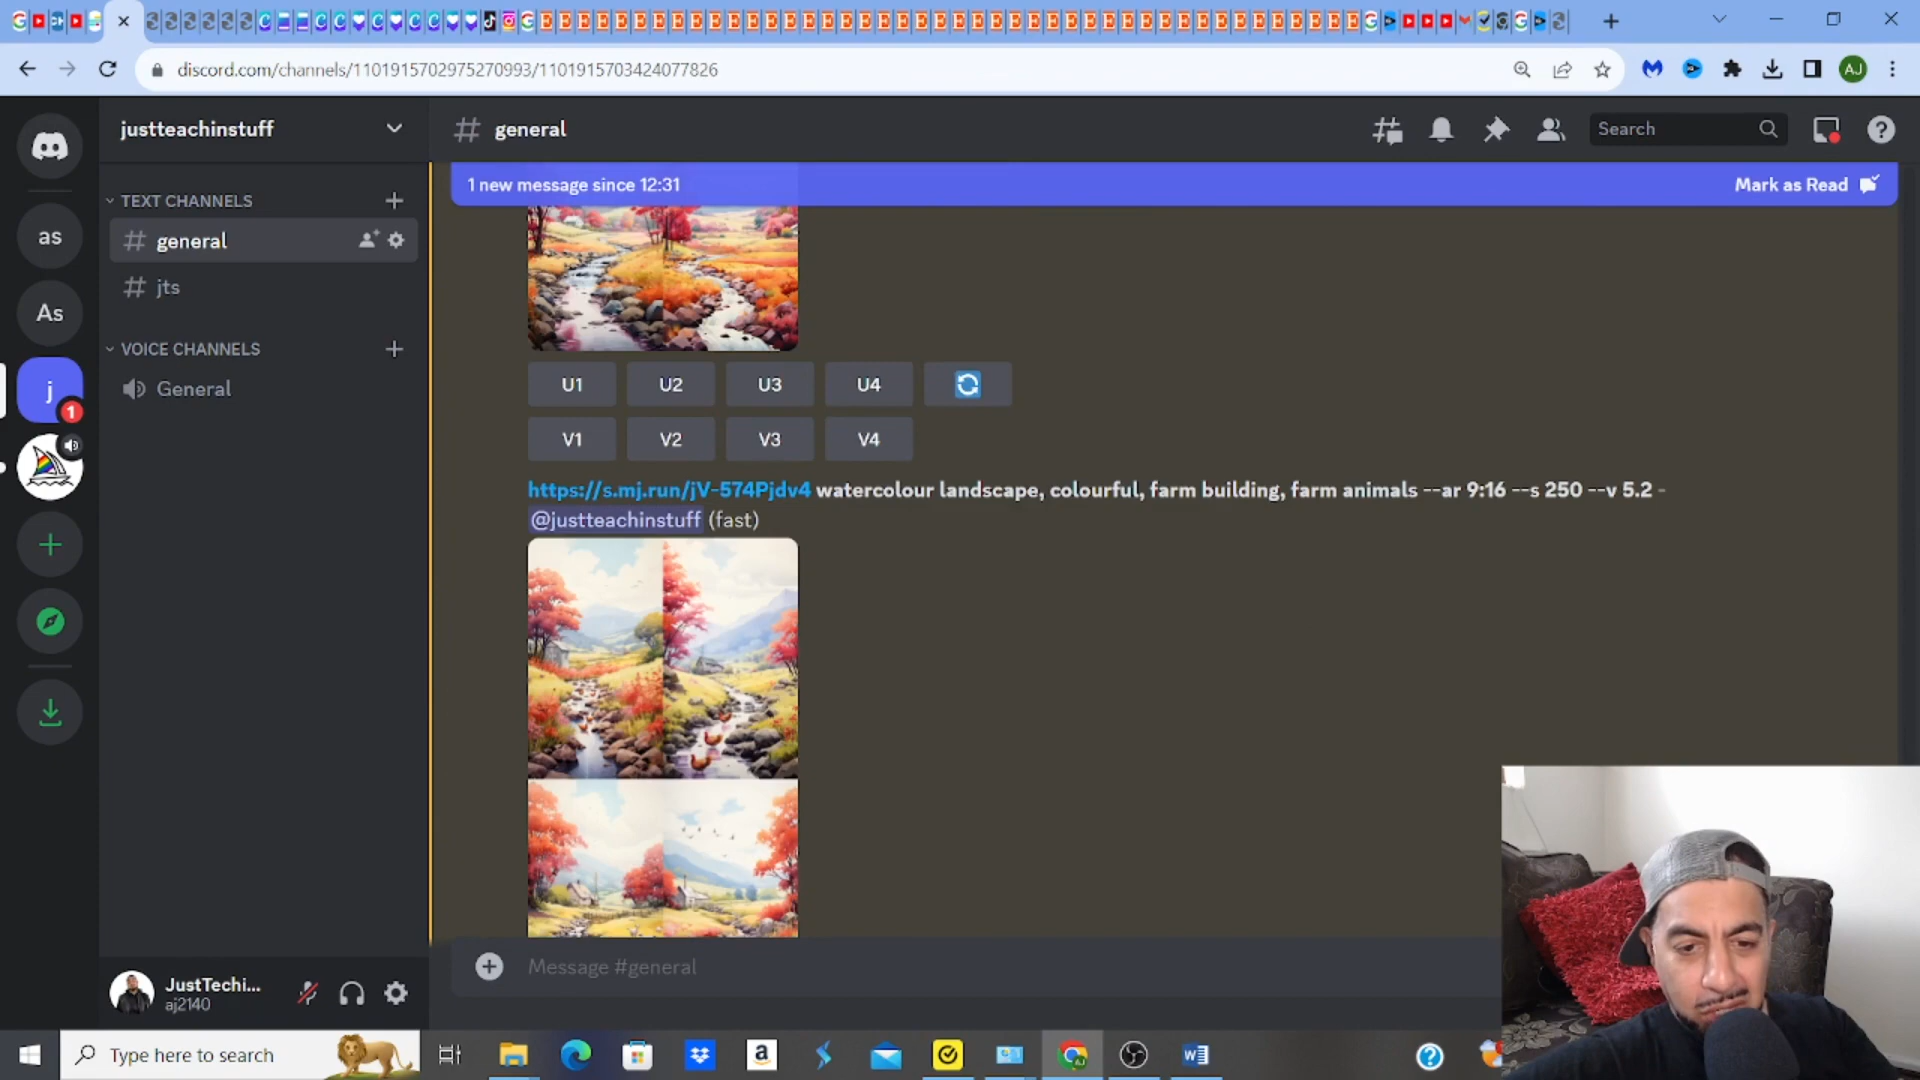 discord.com/channels/1101915702975270993/1101915703424077826
AJ
justteachinstuff
general
Search
1 new message since 12:31
Mark as Read
TEXT CHANNELS
general
jts
VOICE CHANNELS
General
as
As
j
1
U1 U2 U3 U4
V1 V2 V3 V4
https://s.mj.run/jV-574Pjdv4 watercolour landscape, colourful, farm building, farm animals --ar 9:16 --s 250 --v 5.2 -
@justteachinstuff (fast)
Message #general
JustTechi...
aj2140
Type here to search